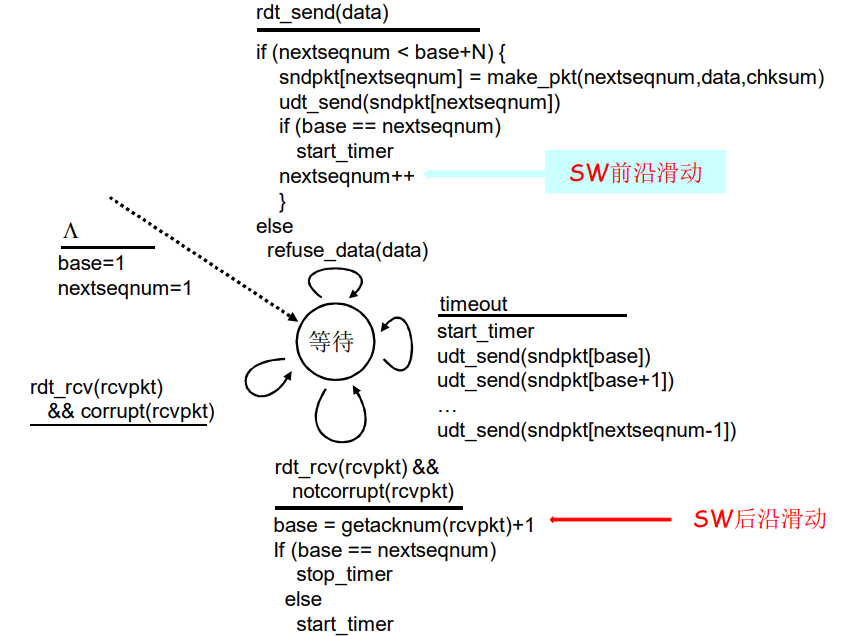 rdt_send(data)
if (nextseqnum < base+N) {
sndpkt[nextseqnum] = make_pkt(nextseqnum,data,chksum)
udt_send(sndpkt[nextseqnum])
if (base == nextseqnum)
start_timer
nextseqnum++
SW前沿滑动
}
else
refuse_data(data)
Λ
base=1
nextseqnum=1
等待
timeout
start_timer
udt_send(sndpkt[base])
udt_send(sndpkt[base+1])
…
udt_send(sndpkt[nextseqnum-1])
rdt_rcv(rcvpkt)
&& corrupt(rcvpkt)
rdt_rcv(rcvpkt) &&
notcorrupt(rcvpkt)
base = getacknum(rcvpkt)+1
SW后沿滑动
If (base == nextseqnum)
stop_timer
else
start_timer